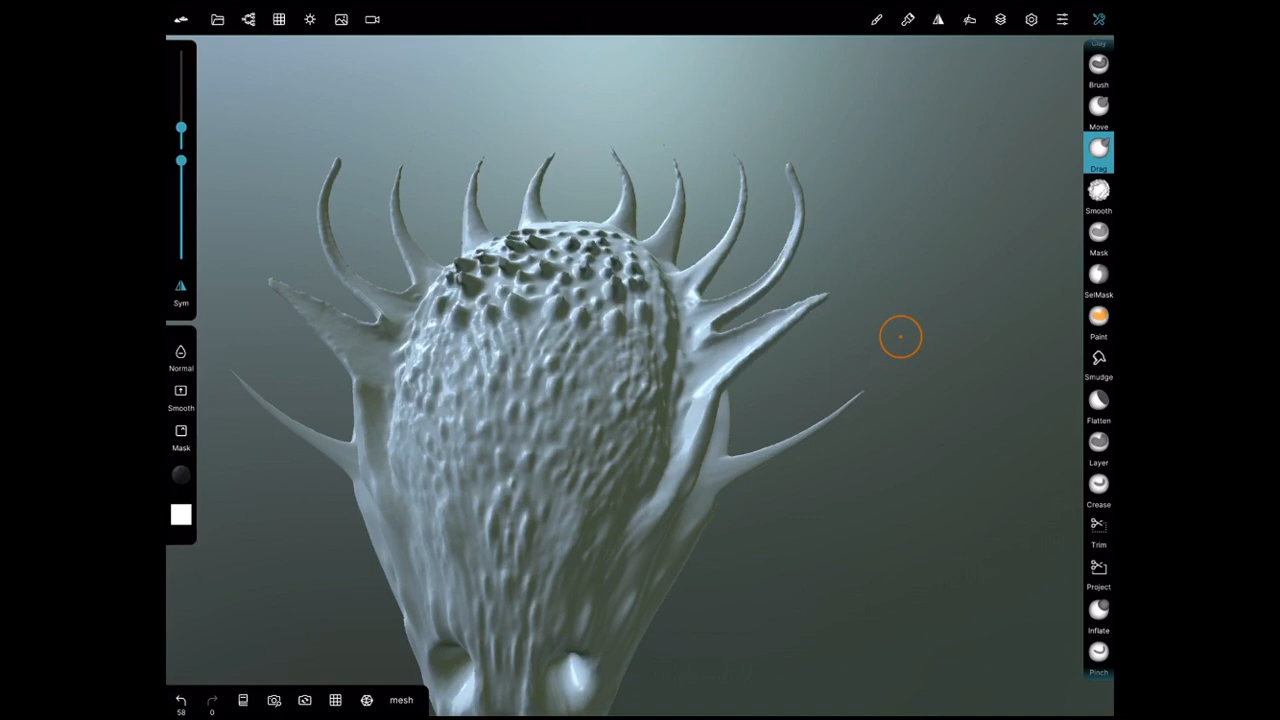 Clay
Brush
Move
Drag
Smooth
Mask
SelMask
Paint
Smudge
Flatten
Layer
Crease
Trim
Project
Inflate
Pinch
Sym
Normal
Smooth
Mask
58
0
mesh